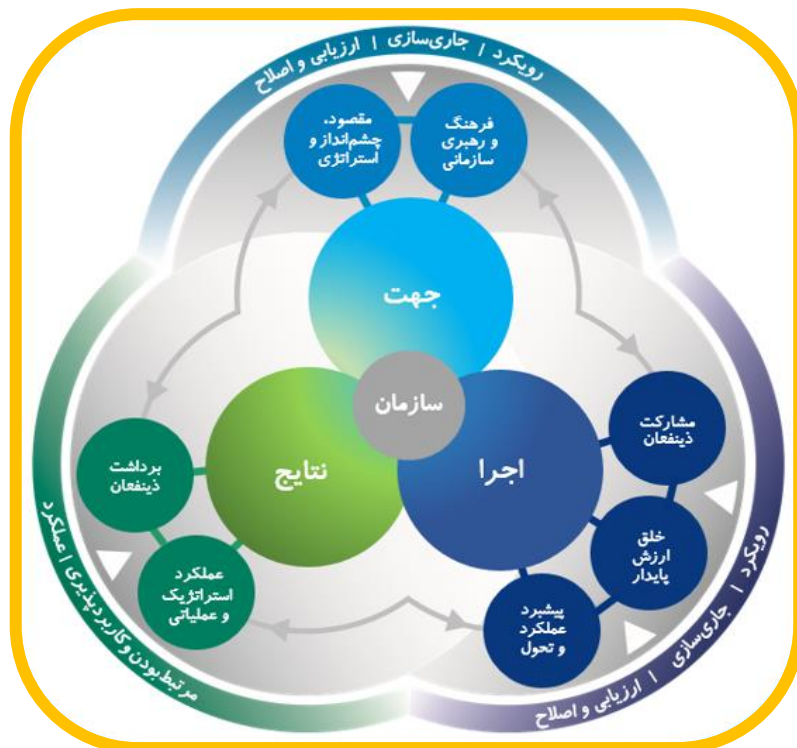 رویکرد | جاری‌سازی | ارزیابی و اصلاح
مقصود،
چشم‌انداز و
استراتژی
فرهنگ
و رهبری
سازمانی
جهت
سازمان
اجرا
نتایج
مشارکت
ذینفعان
خلق
ارزش
پایدار
پیشبرد
عملکرد
و تحول
برداشت
ذینفعان
عملکرد
استراتژیک
و عملیاتی
رویکرد | جاری‌سازی | ارزیابی و اصلاح
مرتبط‌بودن و کاربردپذیری | عملکرد